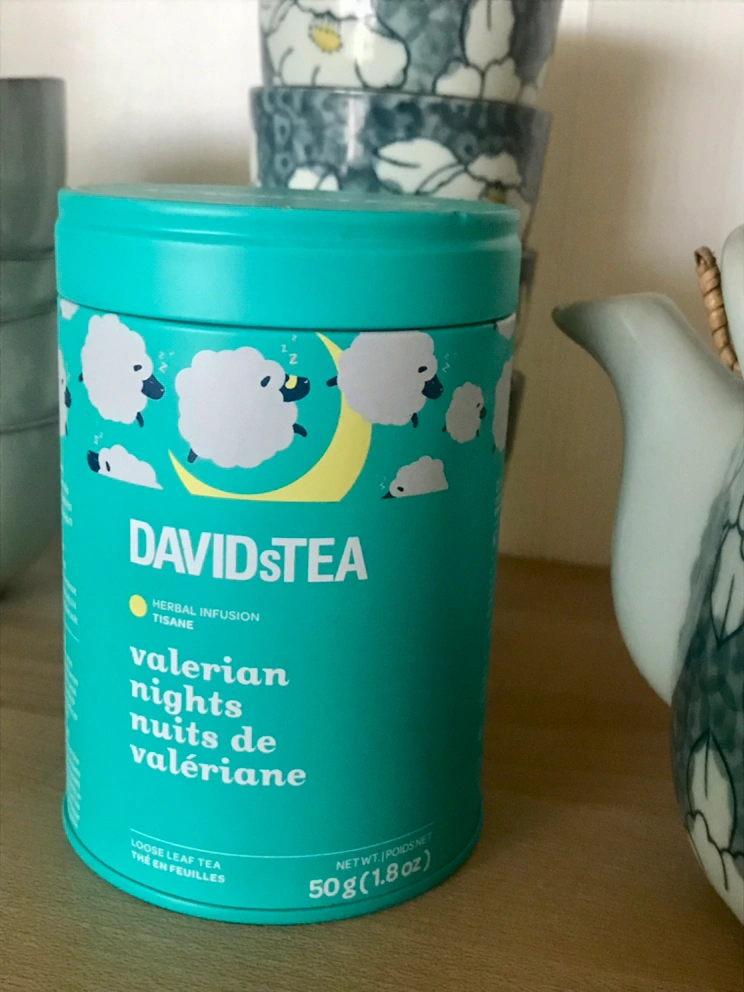 z z z
z z z
z z
z z
DAVIDsTEA
HERBAL INFUSION
TISANE
valerian
nights
nuits de
valériane
LOOSE LEAF TEA
THÉ EN FEUILLES
NET WT. | POIDS NET
50 g (1.8 oz)